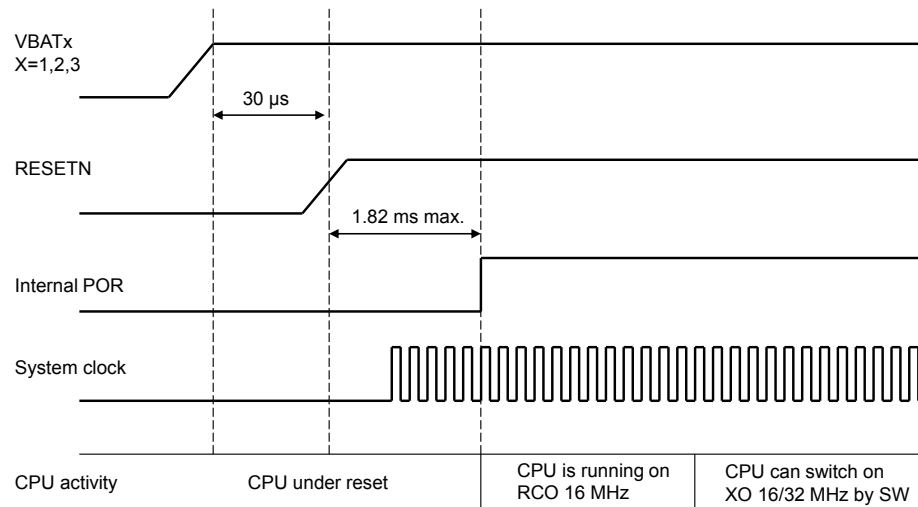 VBATx
X=1,2,3
30 µs
RESETN
1.82 ms max.
Internal POR
System clock
CPU activity
CPU under reset
CPU is running on
RCO 16 MHz
CPU can switch on
XO 16/32 MHz by SW